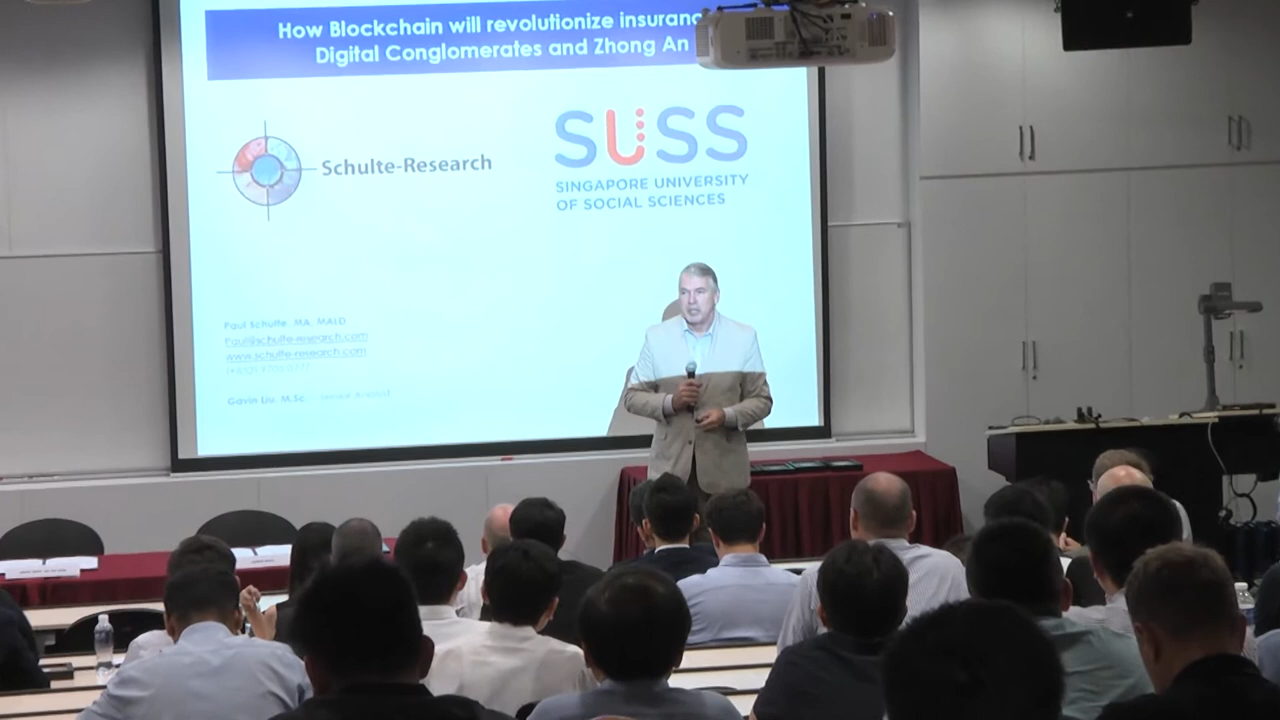 How Blockchain will revolutionize insuranc
Digital Conglomerates and Zhong An
Schulte-Research
SUSS
SINGAPORE UNIVERSITY
OF SOCIAL SCIENCES
Paul Schulte, MA, MALD
Paul@schulte-research.com
www.schulte-research.com
Gavin Liu, M.Sc.